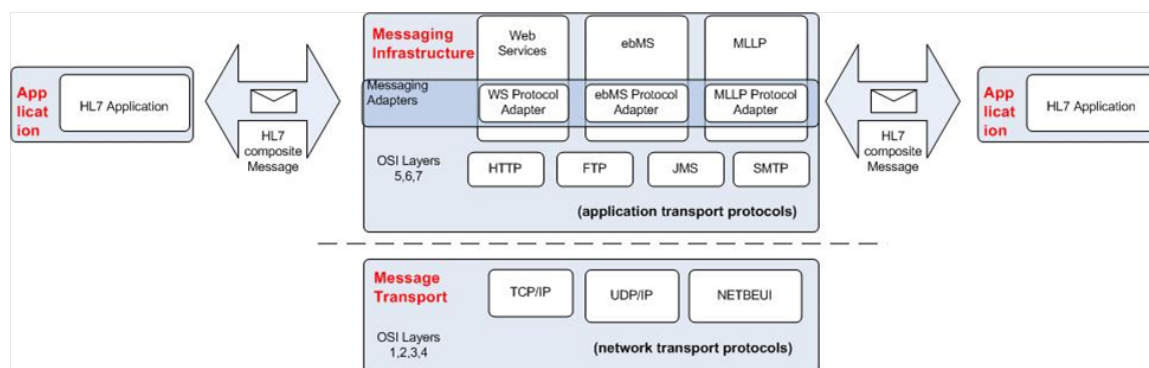 App
licat
ion
HL7 Application
HL7
composite
Message
Messaging
Infrastructure
Web
Services
ebMS
MLLP
Messaging
Adapters
WS Protocol
Adapter
ebMS Protocol
Adapter
MLLP Protocol
Adapter
OSI Layers
5,6,7
HTTP
FTP
JMS
SMTP
(application transport protocols)
HL7
composite
Message
App
licat
ion
HL7 Application
Message
Transport
TCP/IP
UDP/IP
NETBEUI
OSI Layers
1,2,3,4
(network transport protocols)